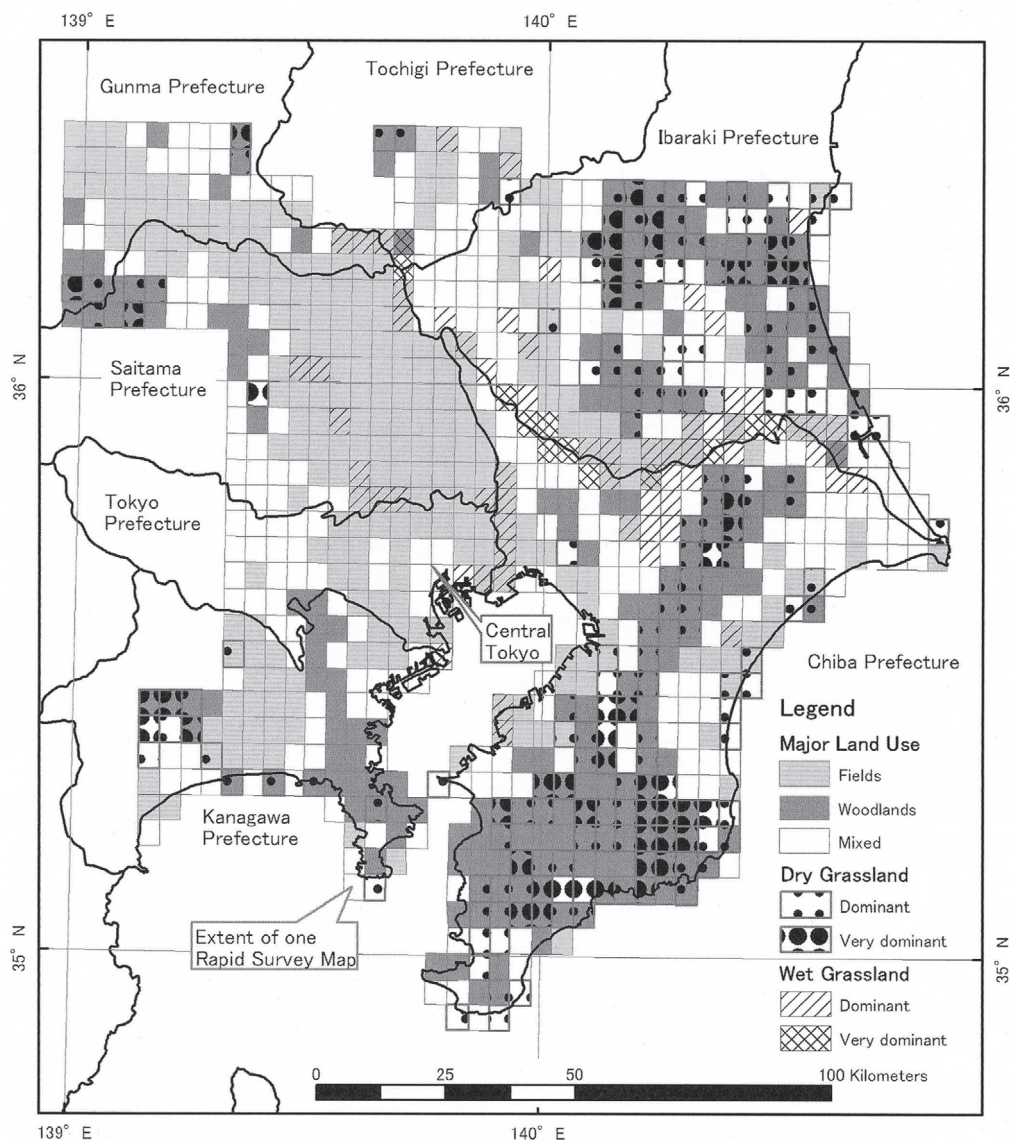 139° E
140° E
Gunma Prefecture
Tochigi Prefecture
Ibaraki Prefecture
36° N
36° N
Saitama
Prefecture
Tokyo
Prefecture
Central
Tokyo
Chiba Prefecture
Kanagawa
Prefecture
Extent of one
Rapid Survey Map
35° N
35° N
Legend
Major Land Use
Fields
Woodlands
Mixed
Dry Grassland
Dominant
Very dominant
Wet Grassland
Dominant
Very dominant
0
25
50
100 Kilometers
139° E
140° E